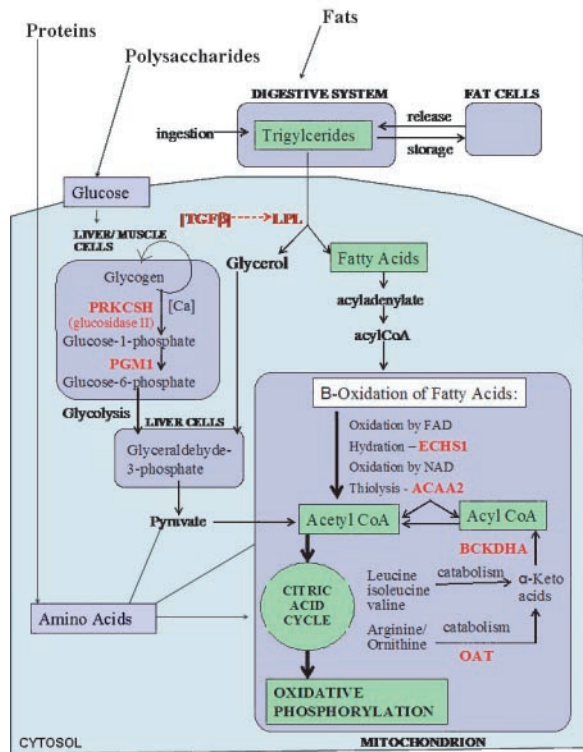 Proteins
Fats
Polysaccharides
DIGESTIVE SYSTEM
FAT CELLS
ingestion
Trigylcerides
release
storage
Glucose
LIVER/ MUSCLE
CELLS
[TGFβ]
LPL
Glycerol
Fatty Acids
Glycogen
PRKCSH
(glucosidase II)
[Ca]
Glucose-1-phosphate
PGM1
Glucose-6-phosphate
Glycolysis
acyladenylate
acylCoA
LIVER CELLS
Glyceraldehyde-
3-phosphate
Pyruvate
B-Oxidation of Fatty Acids:
Oxidation by FAD
Hydration – ECHS1
Oxidation by NAD
Thiolysis - ACAA2
Acetyl CoA
Acyl CoA
BCKDHA
CITRIC
ACID
CYCLE
Leucine
isoleucine
valine
catabolism
α-Keto
acids
Arginine/
Ornithine
catabolism
OAT
Amino Acids
OXIDATIVE
PHOSPHORYLATION
CYTOSOL
MITOCHONDRION